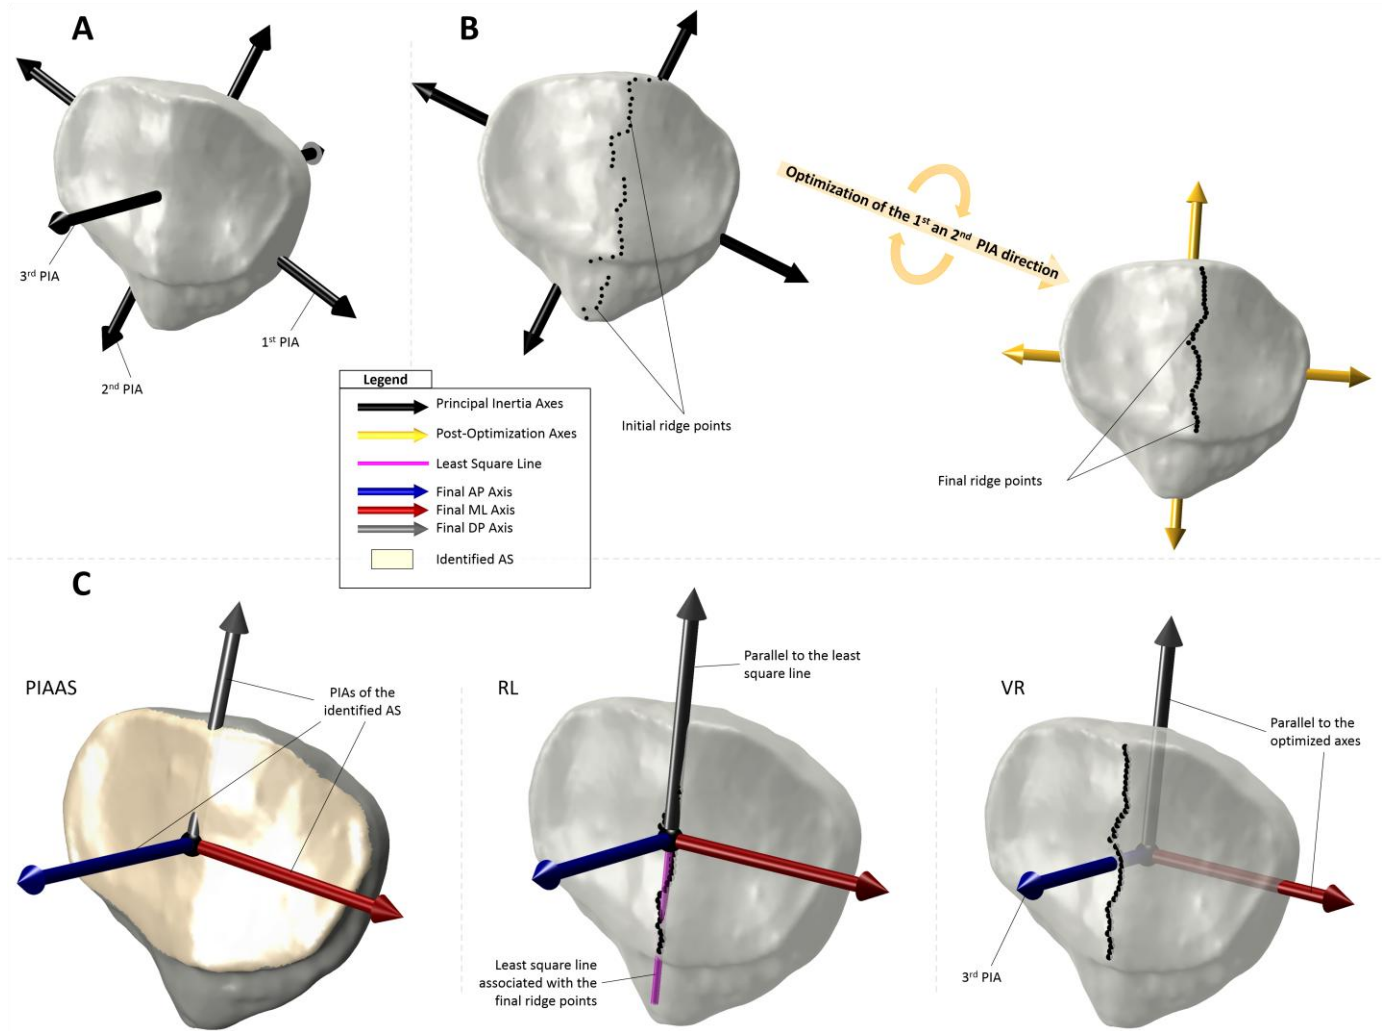 A
3rd PIA
1st PIA
2nd PIA
B
Initial ridge points
Optimization of the 1st an 2nd PIA direction
Final ridge points
Legend
Principal Inertia Axes
Post-Optimization Axes
Least Square Line
Final AP Axis
Final ML Axis
Final DP Axis
Identified AS
C
PIAAS
PIAs of the
identified AS
RL
Parallel to the least
square line
Least square line
associated with the
final ridge points
VR
Parallel to the
optimized axes
3rd PIA